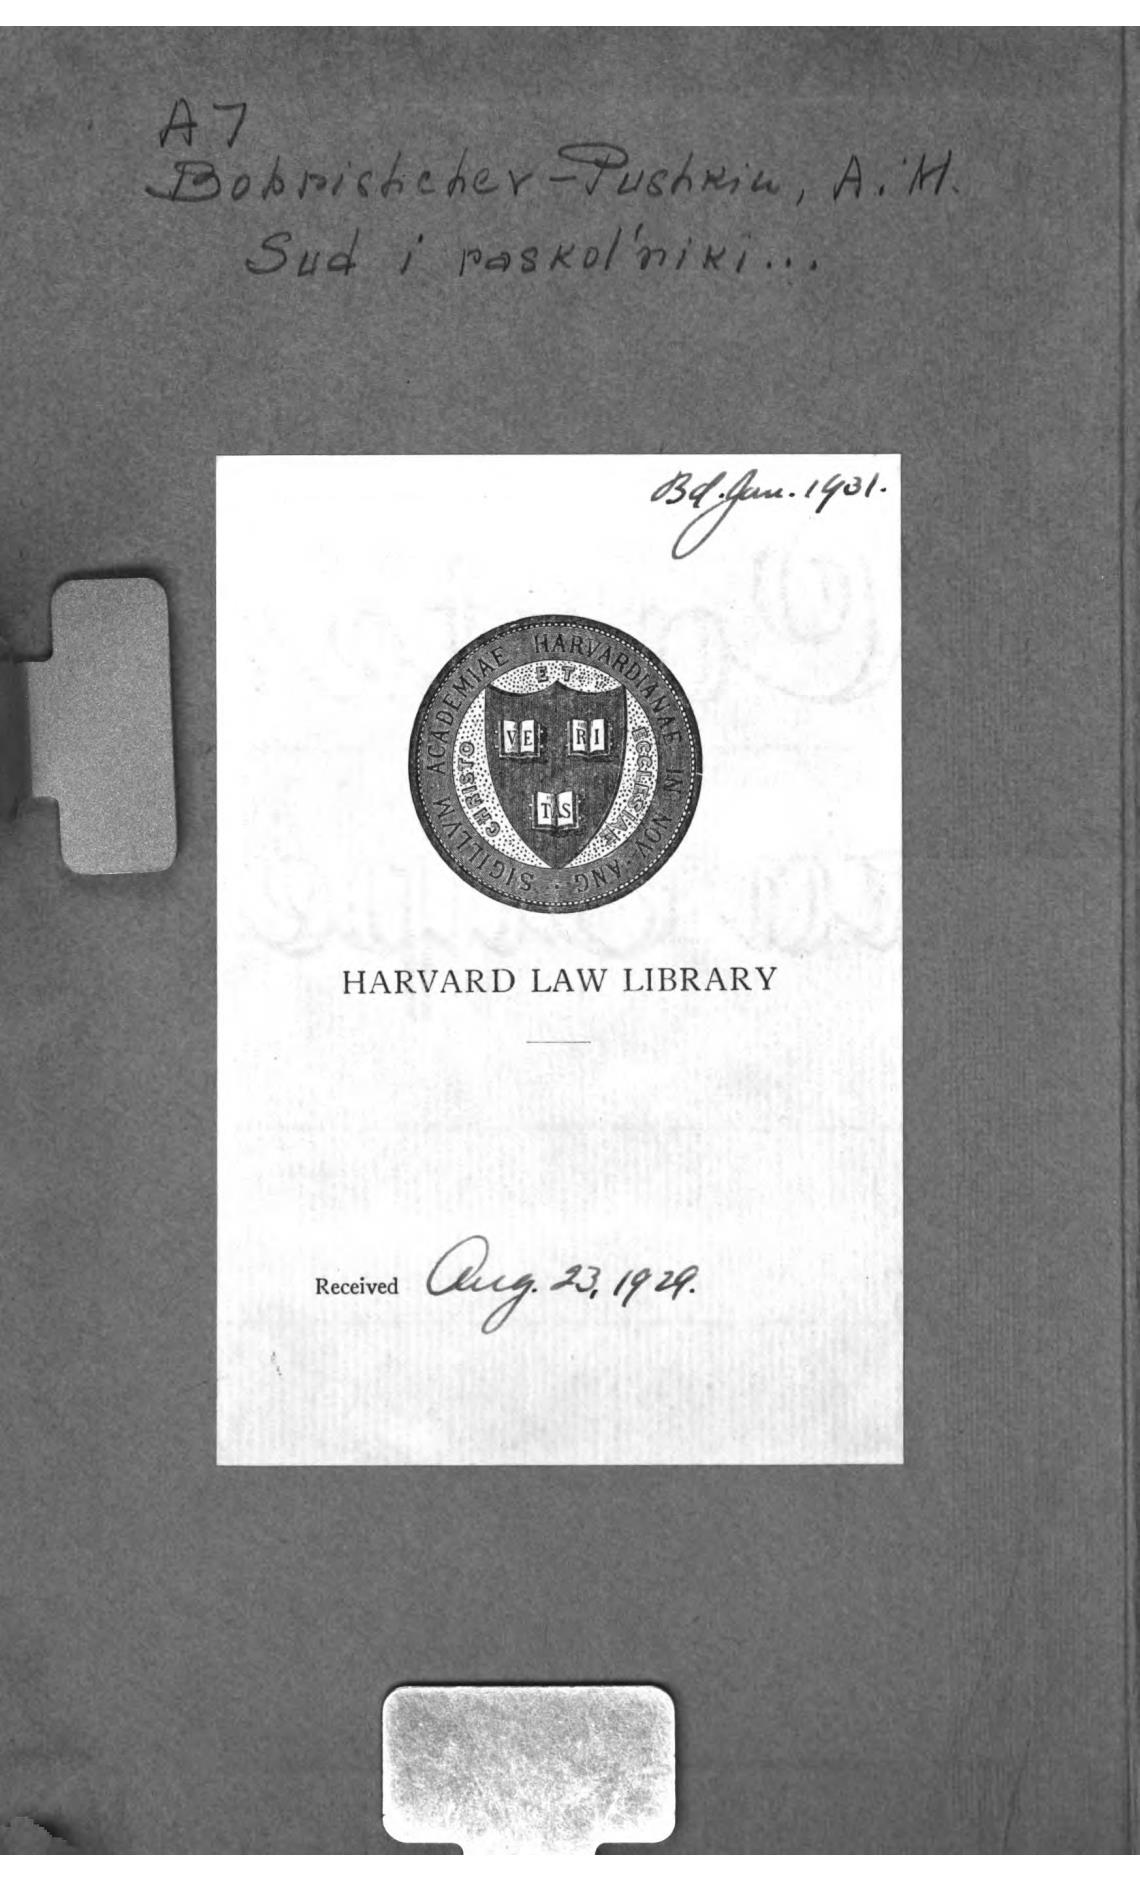 A7
Bobrishchev-Pushkin, A. M.
Sud i raskol'niki...
Bd. Jan. 1931.
SIGILLVM ACADEMIAE HARVARDIANAE IN NOV. ANG.
CHRISTO ET ECCLESIAE
VE RI
TAS
HARVARD LAW LIBRARY
Received Aug. 23, 1929.